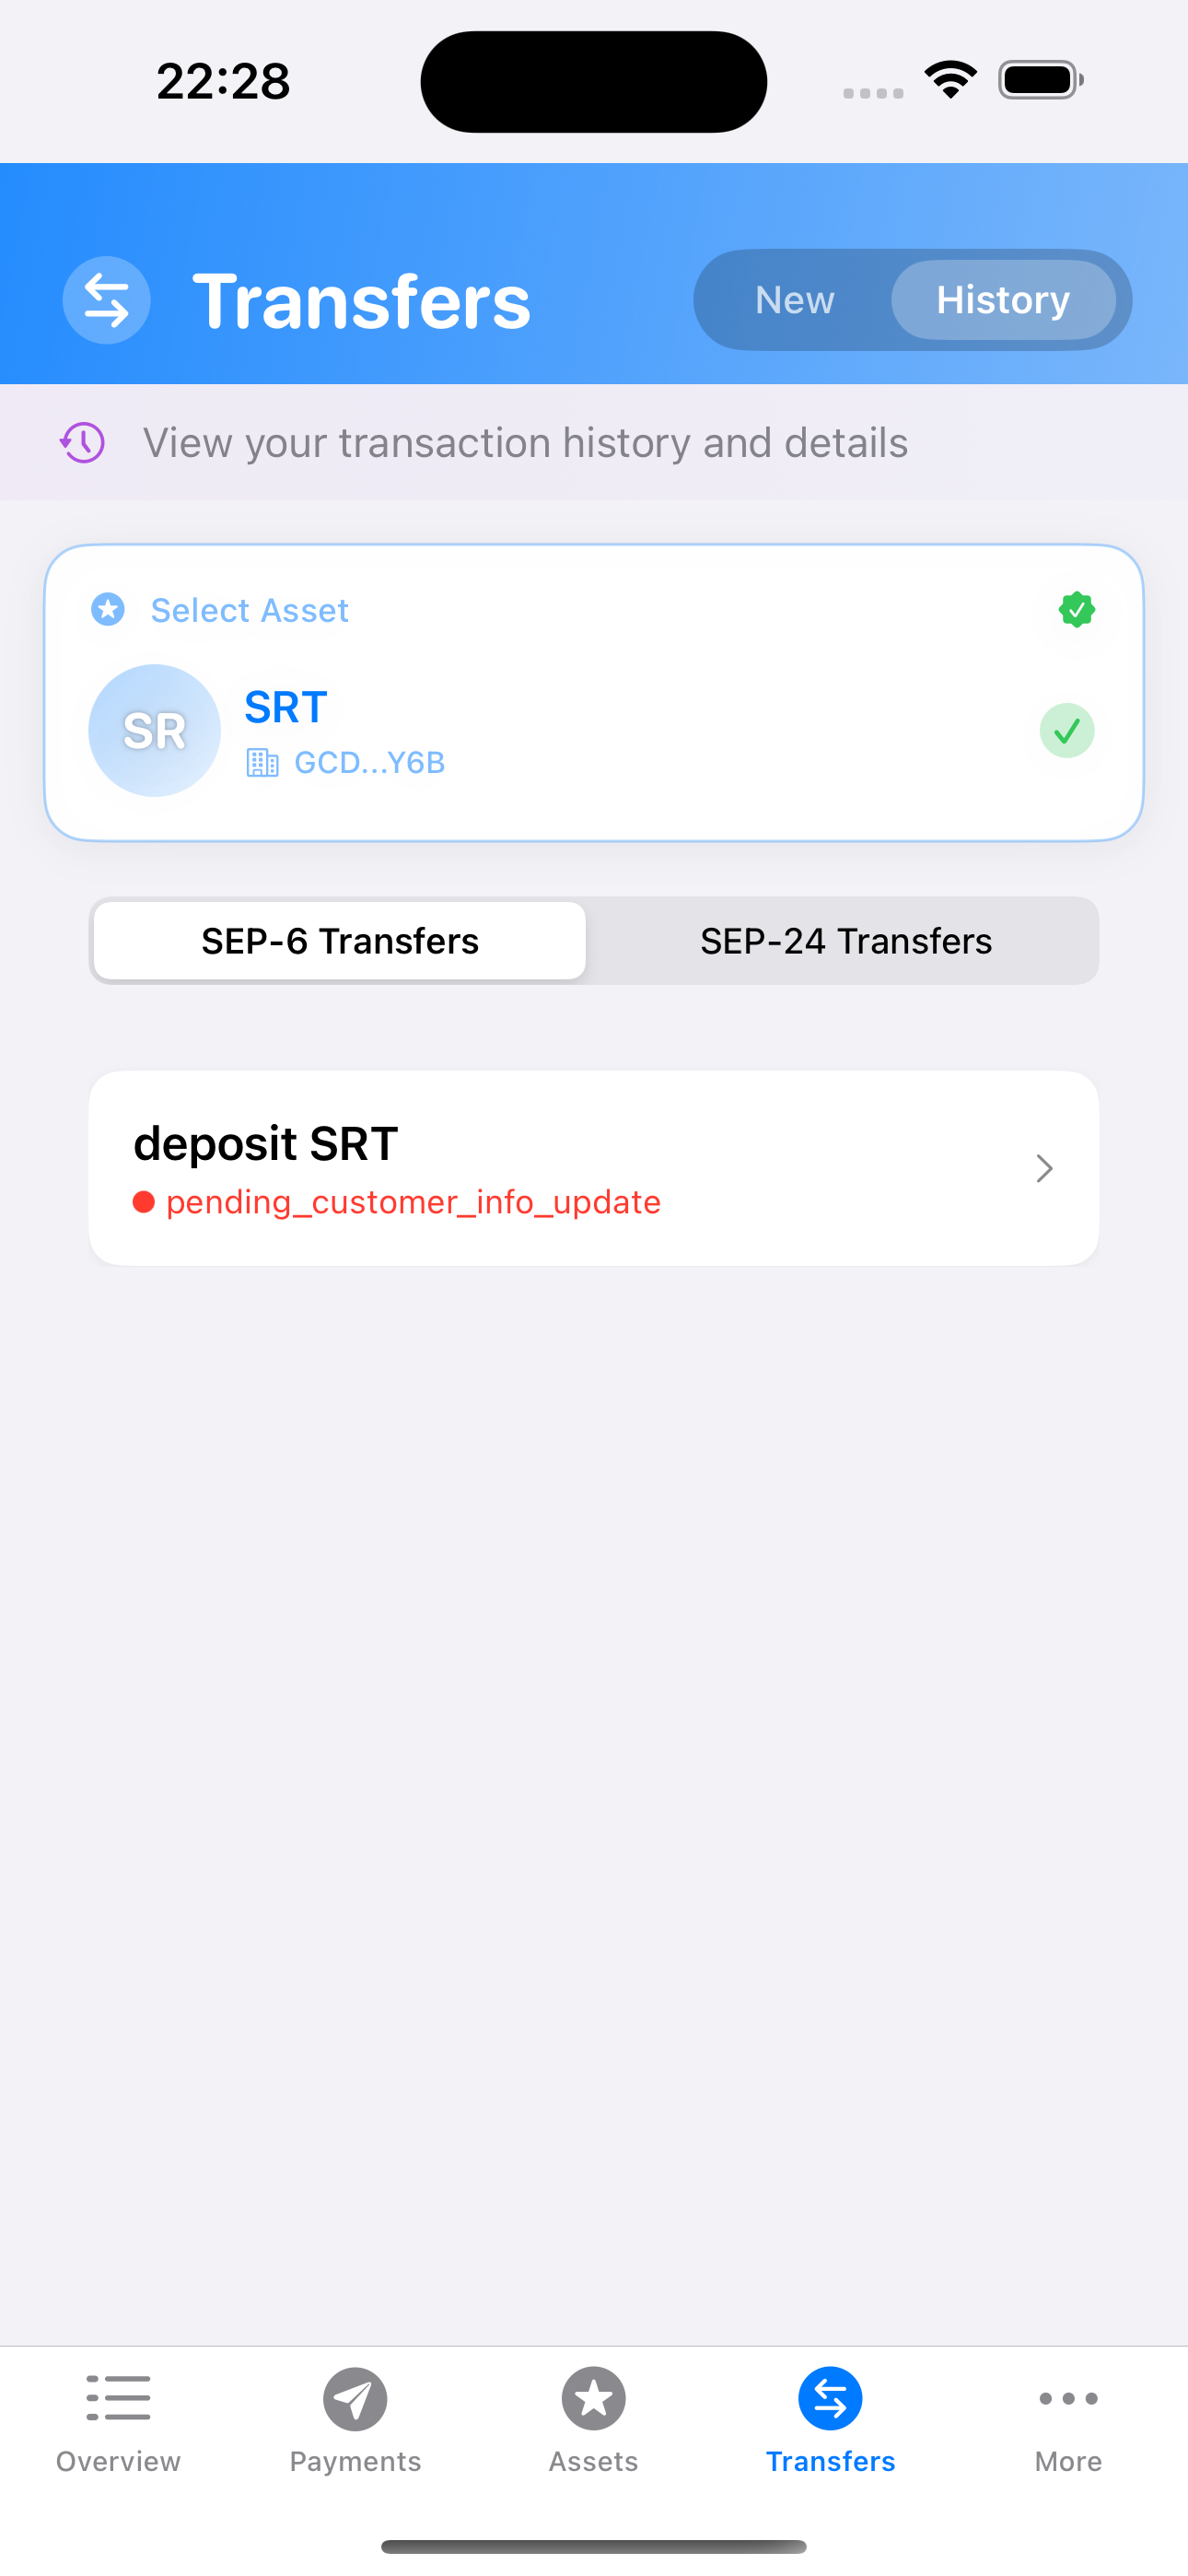 22:28
Transfers
New
History
View your transaction history and details
Select Asset
SR
SRT
GCD...Y6B
SEP-6 Transfers
SEP-24 Transfers
deposit SRT
pending_customer_info_update
Overview
Payments
Assets
Transfers
More